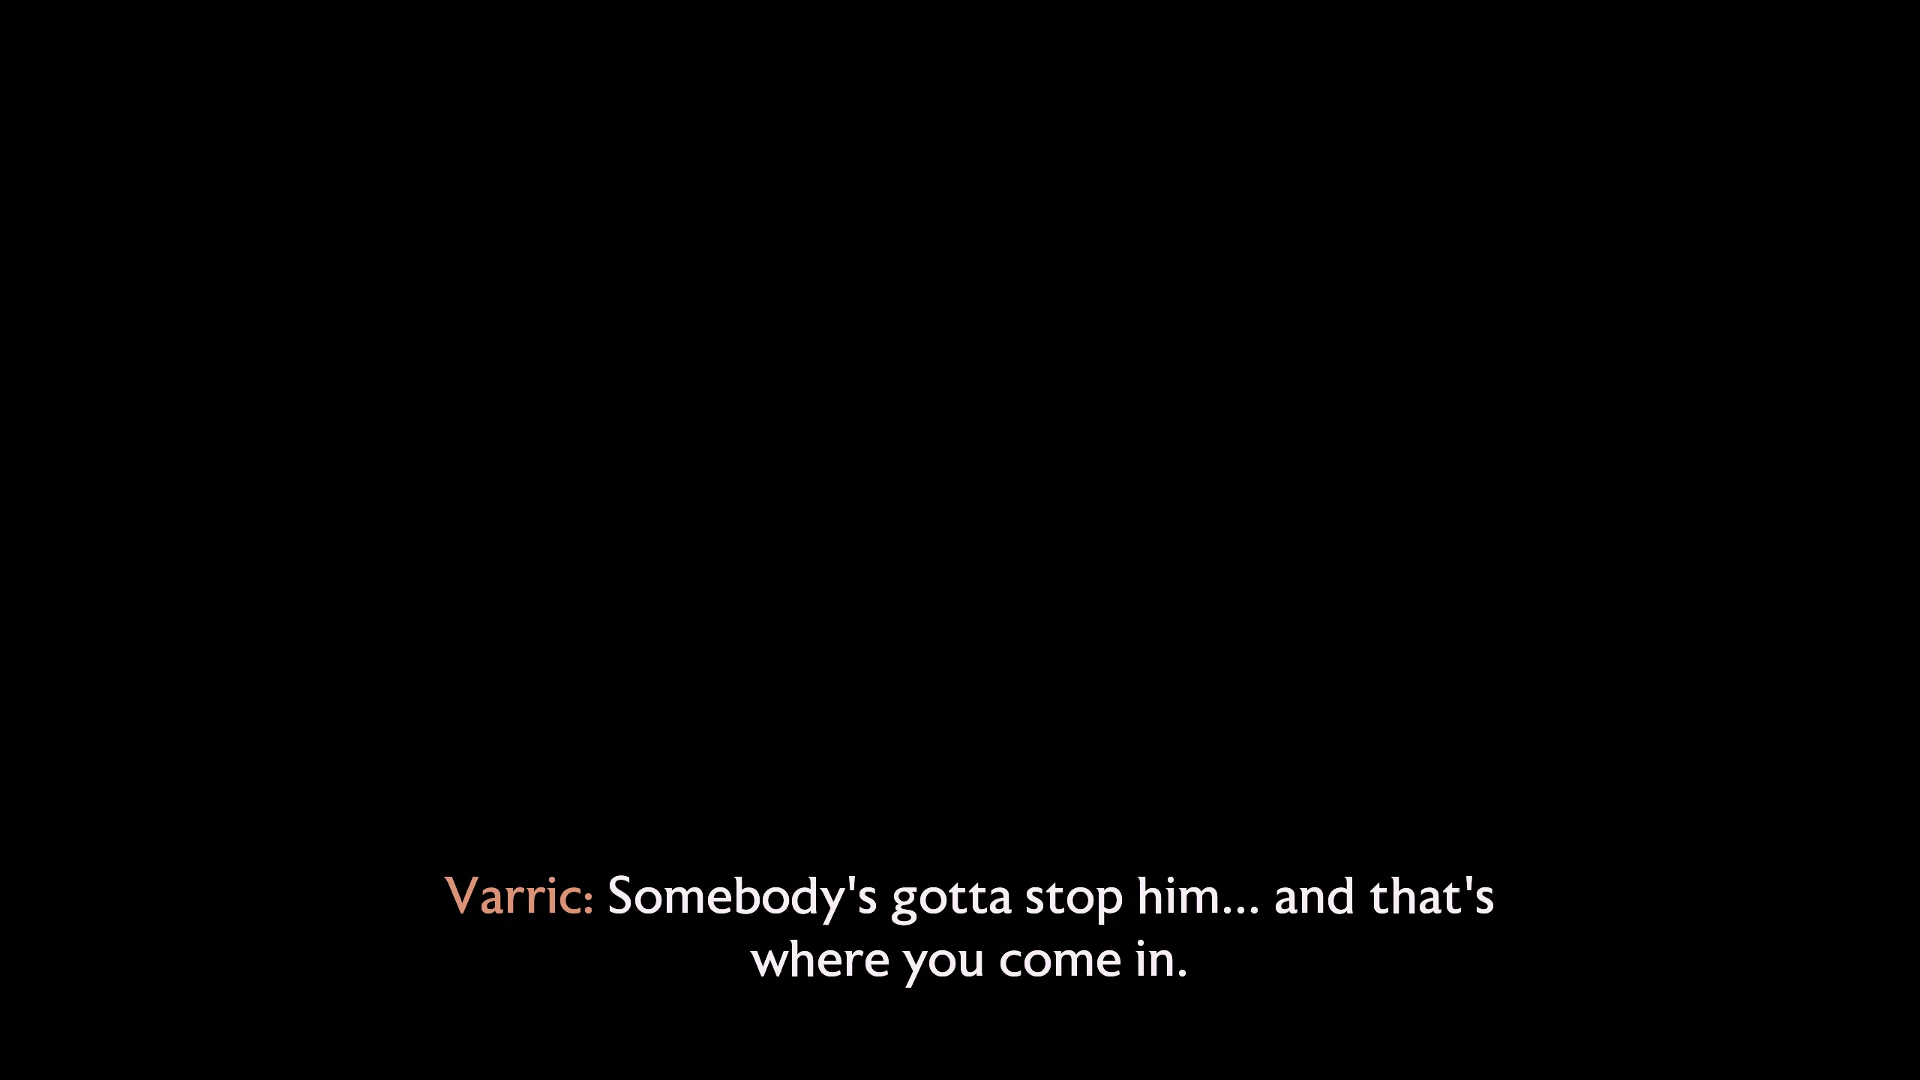 Varric: Somebody's gotta stop him... and that's
where you come in.